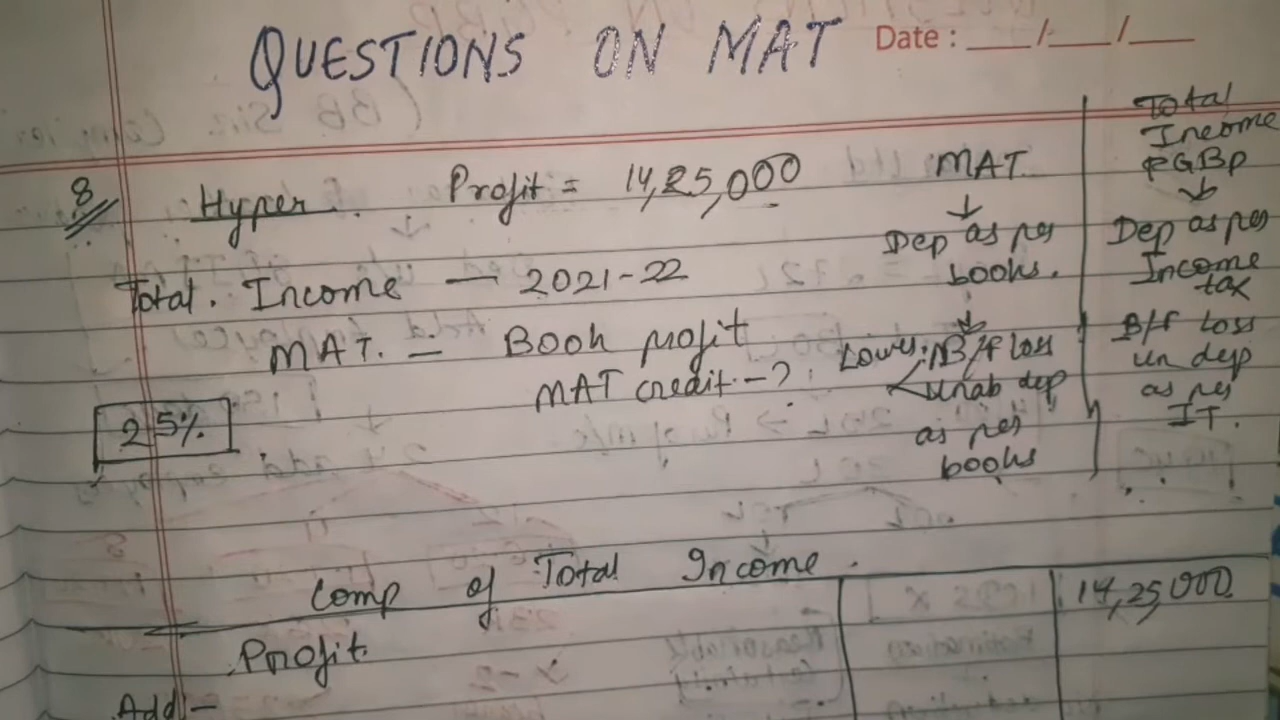 QUESTIONS ON MAT
Date : ___/___/___
8
Hyper. Profit = 14,25,000
Total. Income — 2021-22
MAT. — Book profit
MAT credit. - ?
25%
MAT
↓
Dep as per
books.
↓
Lower: B/f loss
unab dep
as per
books
Total
Income
PGBP
↓
Dep as per
Income
tax
B/f Loss
un dep
as per
IT.
Comp of Total Income.
Profit. 14,25,000
Add:-